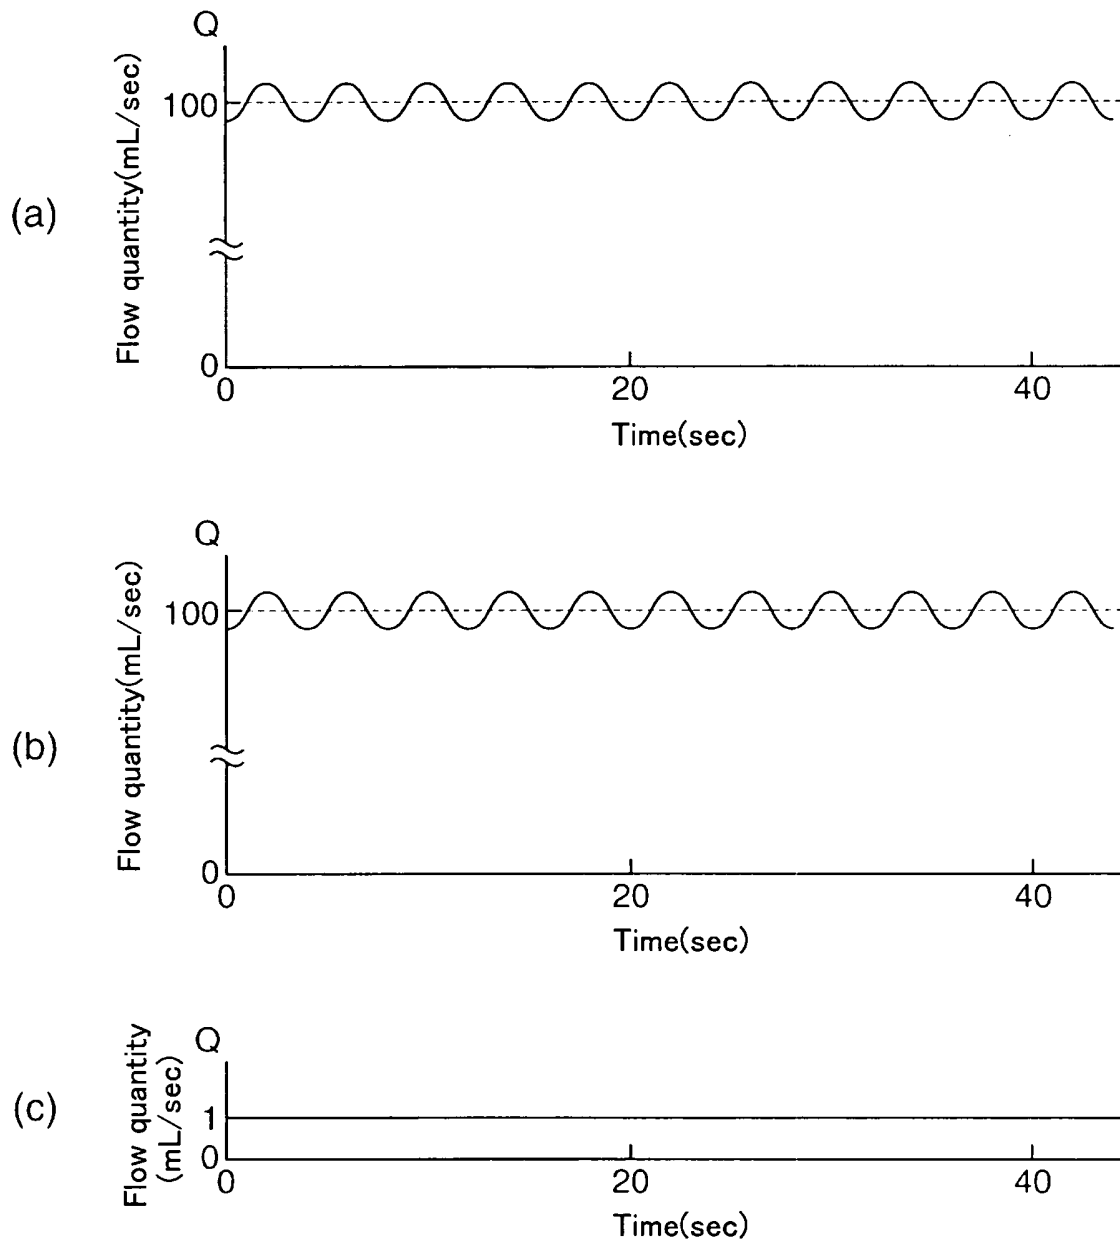 Q
Flow quantity(mL/sec)
100
(a)
0
0 20 40
Time(sec)
Q
Flow quantity(mL/sec)
100
(b)
0
0 20 40
Time(sec)
Q
Flow quantity
(mL/sec)
(c)
1
0
0 20 40
Time(sec)